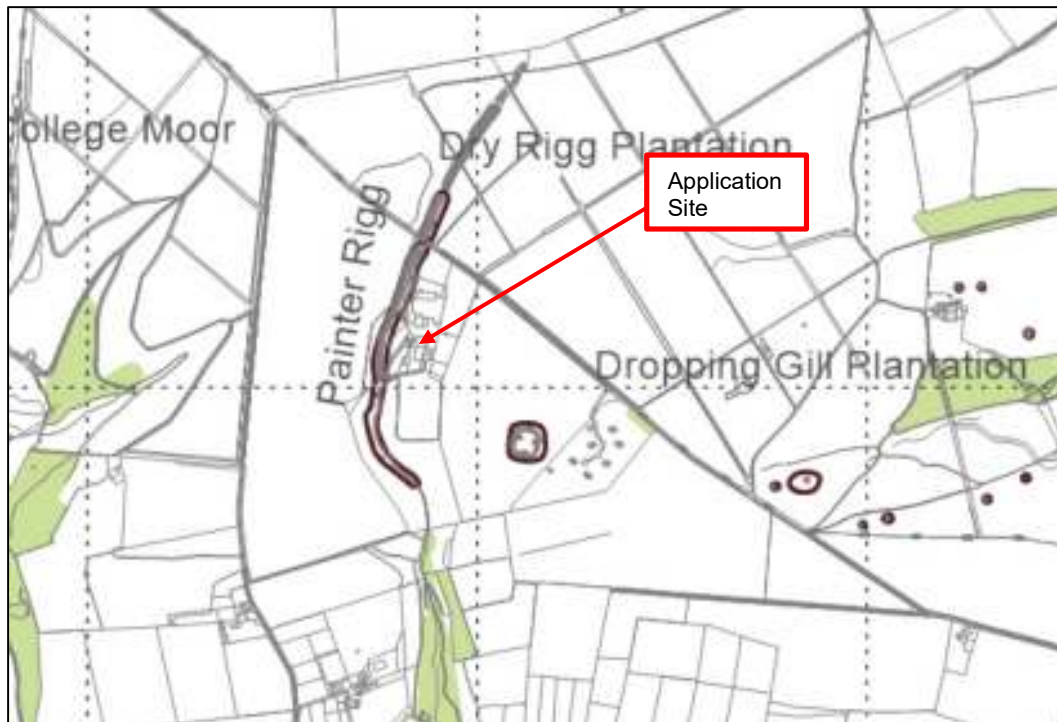 College Moor
Dry Rigg Plantation
Application
Site
Painter Rigg
Dropping Gill Plantation